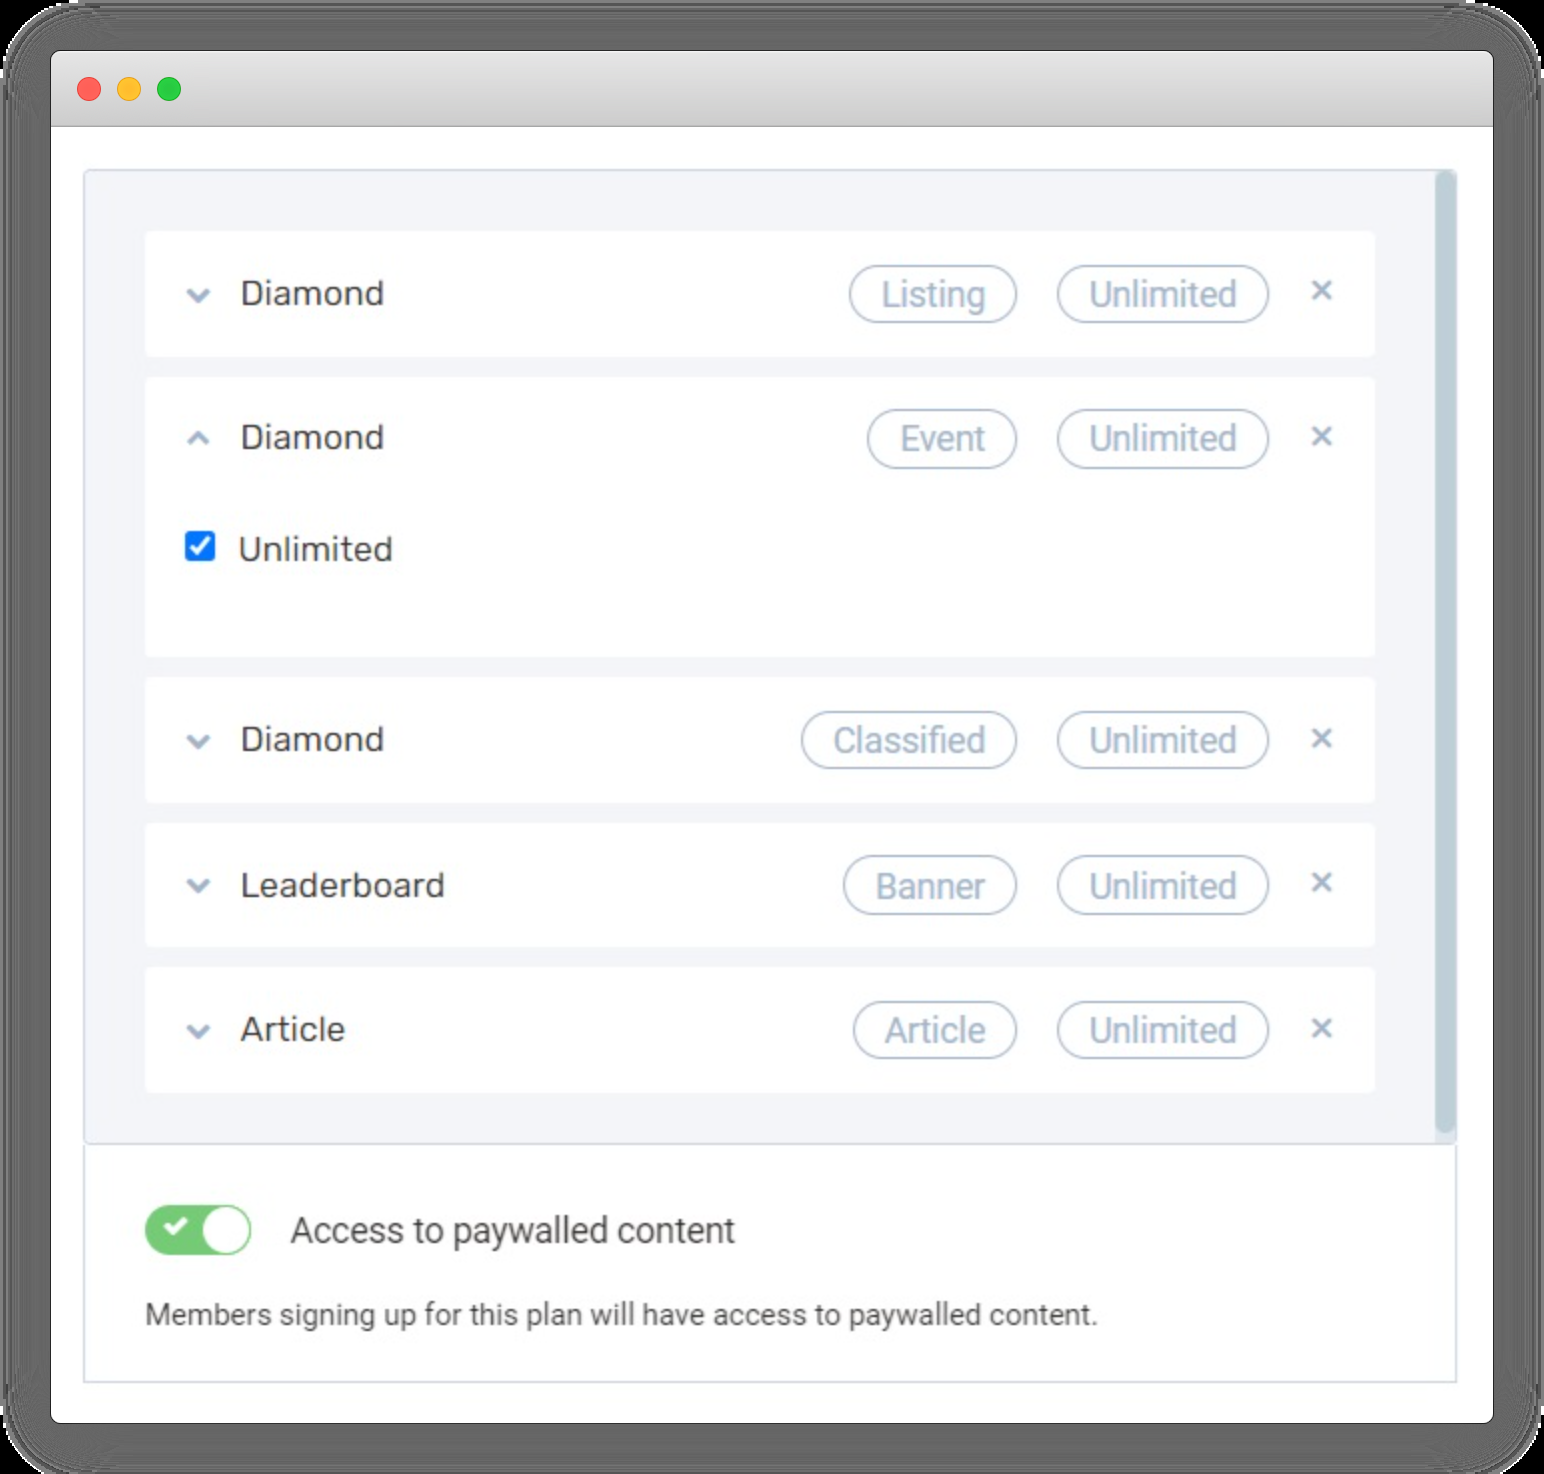 Diamond Listing Unlimited
Diamond Event Unlimited
Unlimited
Diamond Classified Unlimited
Leaderboard Banner Unlimited
Article Article Unlimited
Access to paywalled content
Members signing up for this plan will have access to paywalled content.